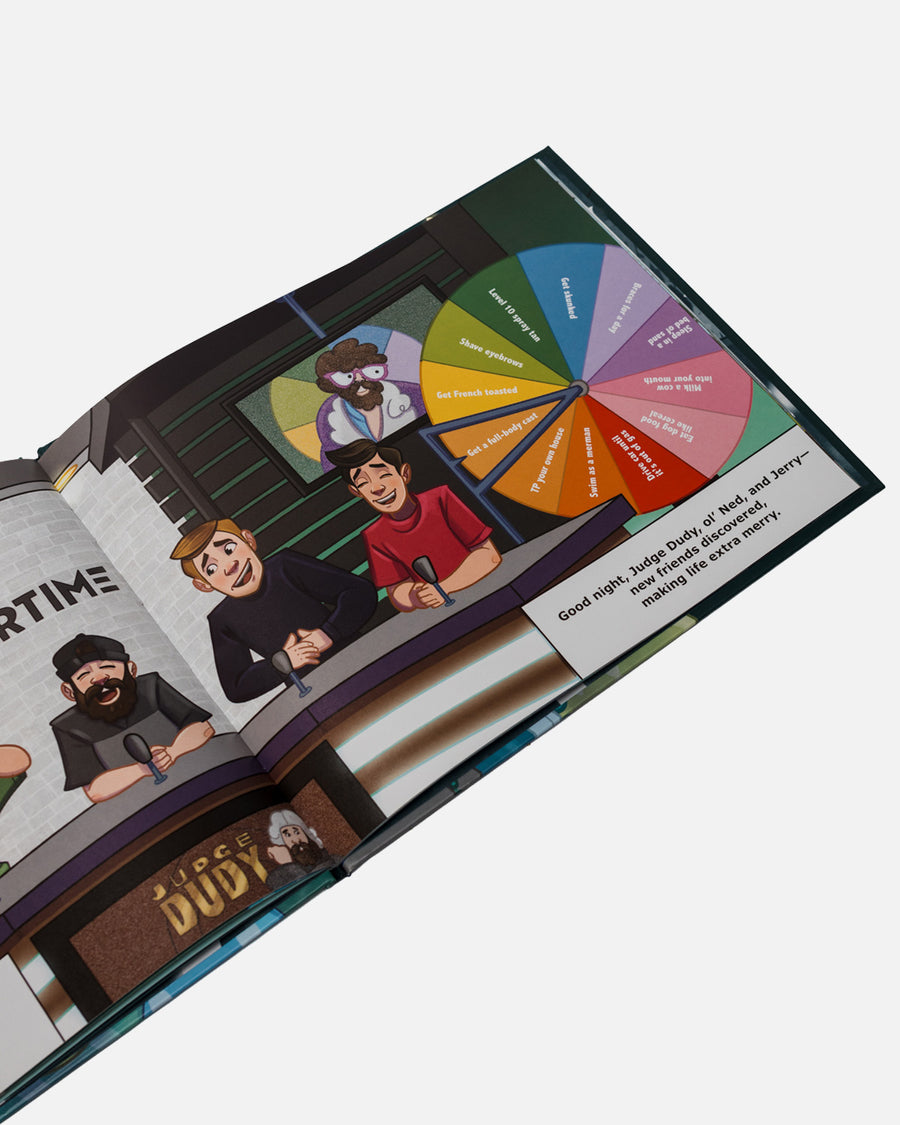 RTIME
JUDGE
DUDY
Get skunked
Braces for a day
Sleep in a
bed of sand
Milk a cow
into your mouth
Eat dog food
like cereal
Drive car until
it's out of gas
Swim as a merman
TP your own house
Get a full-body cast
Get French toasted
Shave eyebrows
Level 10 spray tan
Good night, Judge Dudy, ol' Ned, and Jerry—
new friends discovered,
making life extra merry.